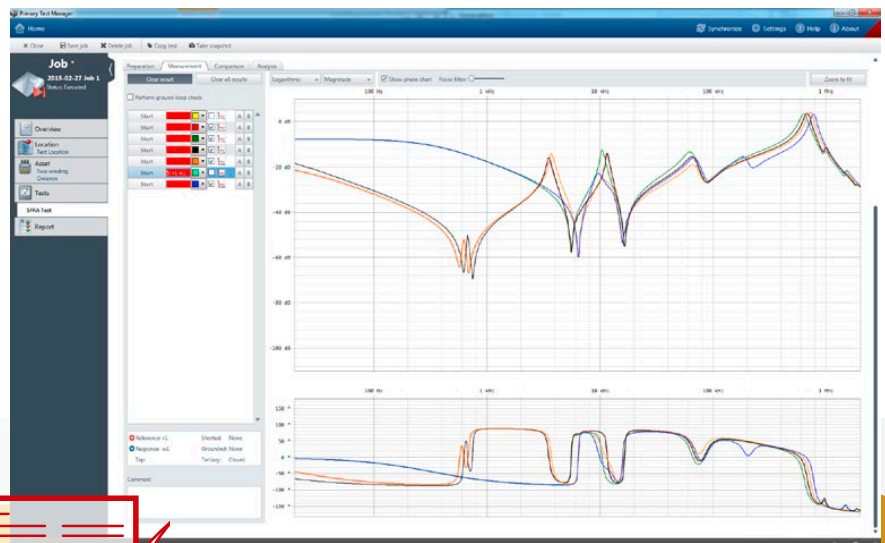 Primary Test Manager
Home
Synchronize Settings Help About
Close Save job Delete job Copy test Take snapshot
Job
2015-02-27 Job 1
Status: Executed
Overview
Location
Test Location
Asset
Two-winding
Tests
SFRA Test
Report
Preparation Measurement Comparison Analysis
Clear result Clear all results
Perform ground-loop check
Start A B
Start A B
Start A B
Start A B
Start A B
Start A B
Start A B
Reference: v1 Shorted: None
Response: w1 Grounded: None
Tap: Tertiary: Closed
Comment
Logarithmic Magnitude Show phase chart Noise filter Zoom to fit
100 Hz 1 kHz 10 kHz 100 kHz 1 MHz
0 dB
-20 dB
-40 dB
-60 dB
-80 dB
-100 dB
100 Hz 1 kHz 10 kHz 100 kHz 1 MHz
150 °
100 °
50 °
0 °
-50 °
-100 °
-150 °